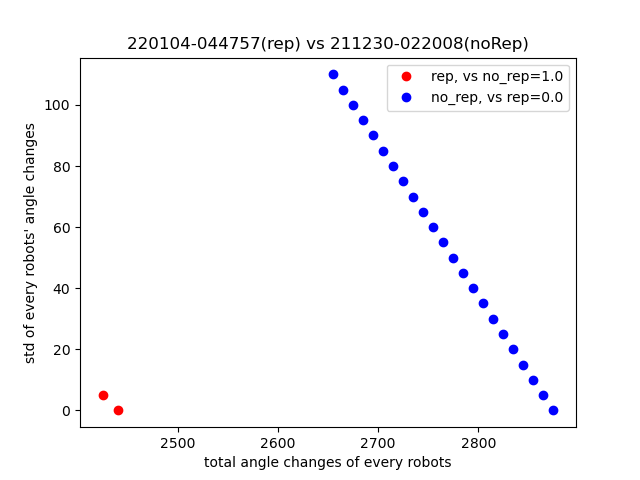 220104-044757(rep) vs 211230-022008(noRep)
rep, vs no_rep=1.0
no_rep, vs rep=0.0
std of every robots' angle changes
100
80
60
40
20
0
2500 2600 2700 2800
total angle changes of every robots